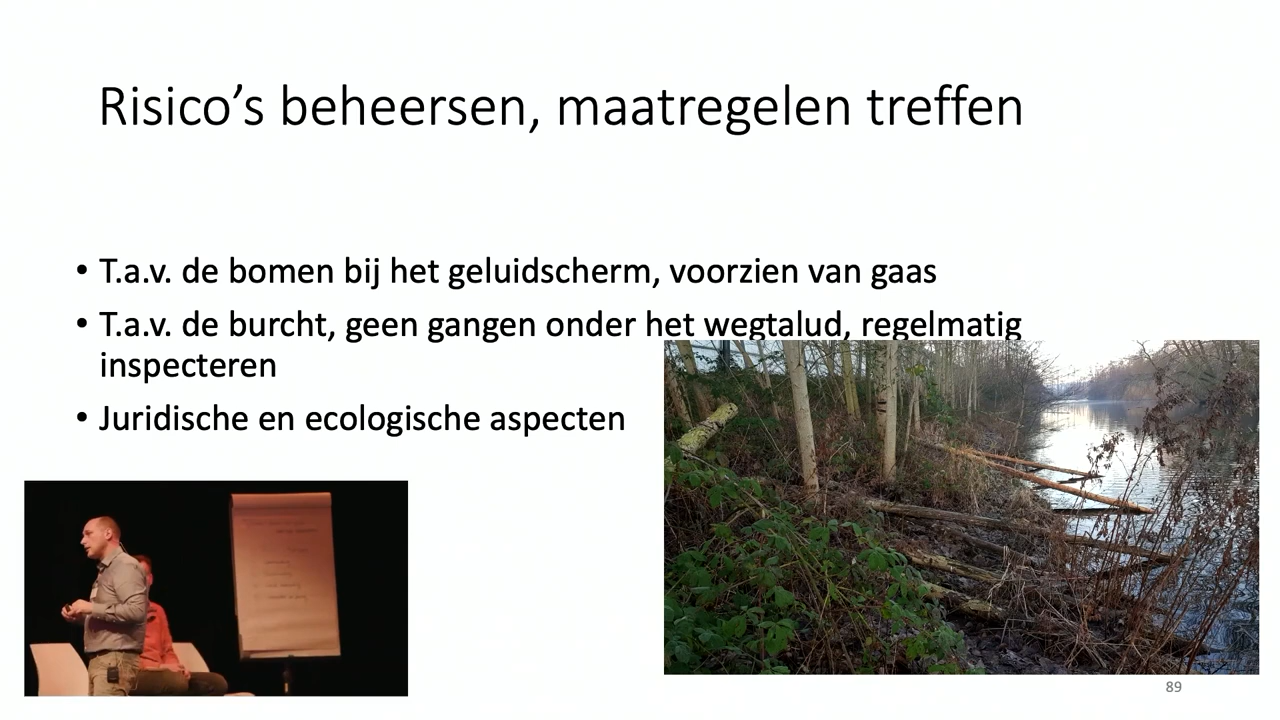 Risico’s beheersen, maatregelen treffen
• T.a.v. de bomen bij het geluidscherm, voorzien van gaas
• T.a.v. de burcht, geen gangen onder het wegtalud, regelmatig
inspecteren
• Juridische en ecologische aspecten
89